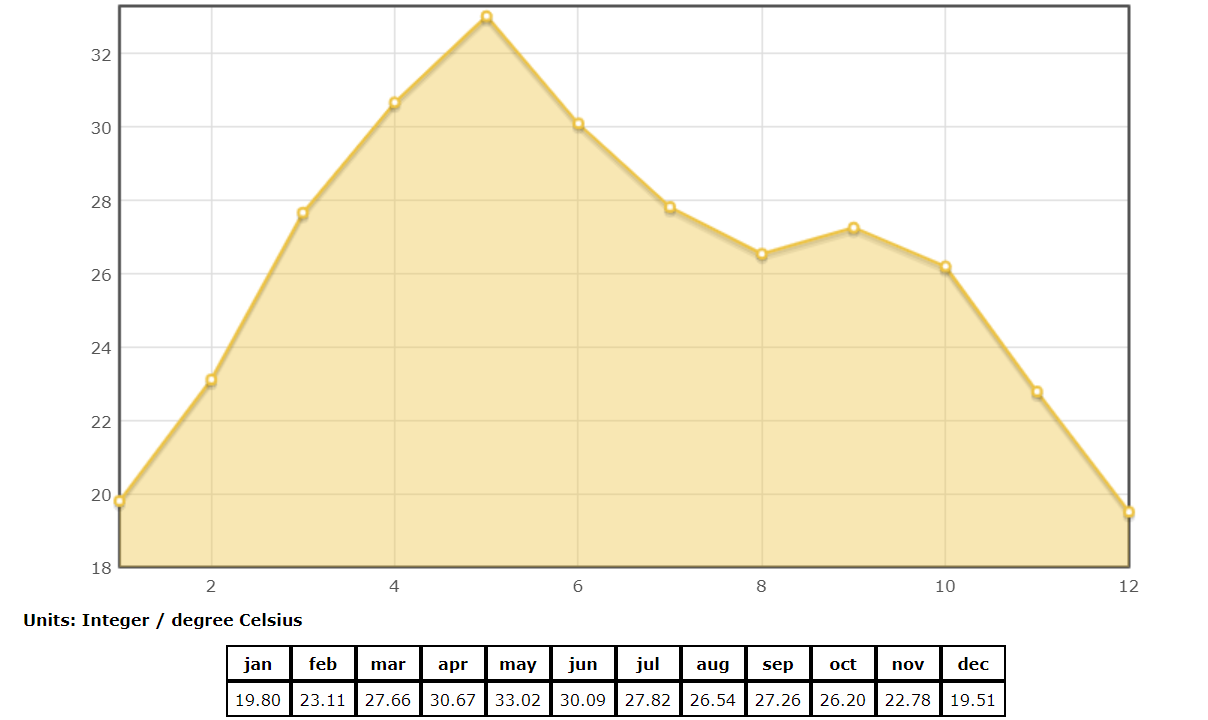 32
30
28
26
24
22
20
18
2 4 6 8 10 12
Units: Integer / degree Celsius
jan feb mar apr may jun jul aug sep oct nov dec
19.80 23.11 27.66 30.67 33.02 30.09 27.82 26.54 27.26 26.20 22.78 19.51